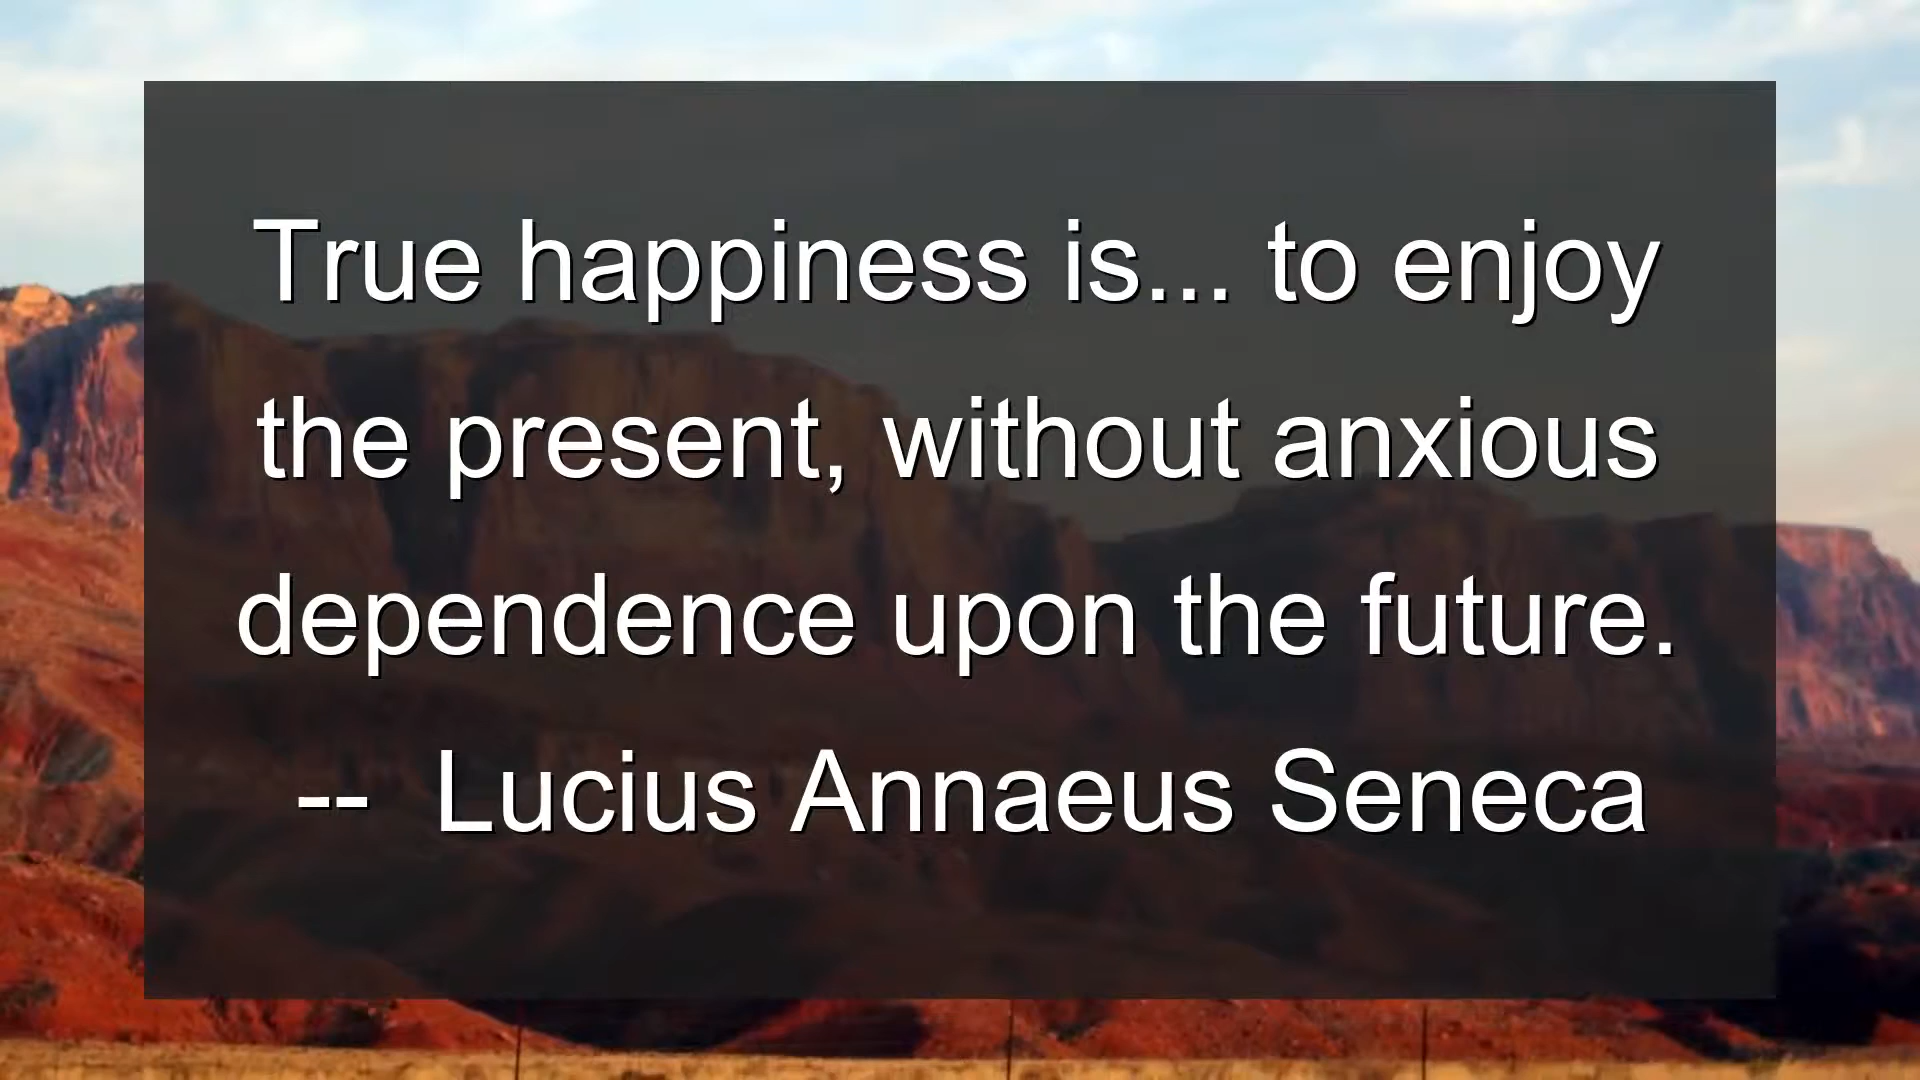 True happiness is... to enjoy
the present, without anxious
dependence upon the future.
--  Lucius Annaeus Seneca